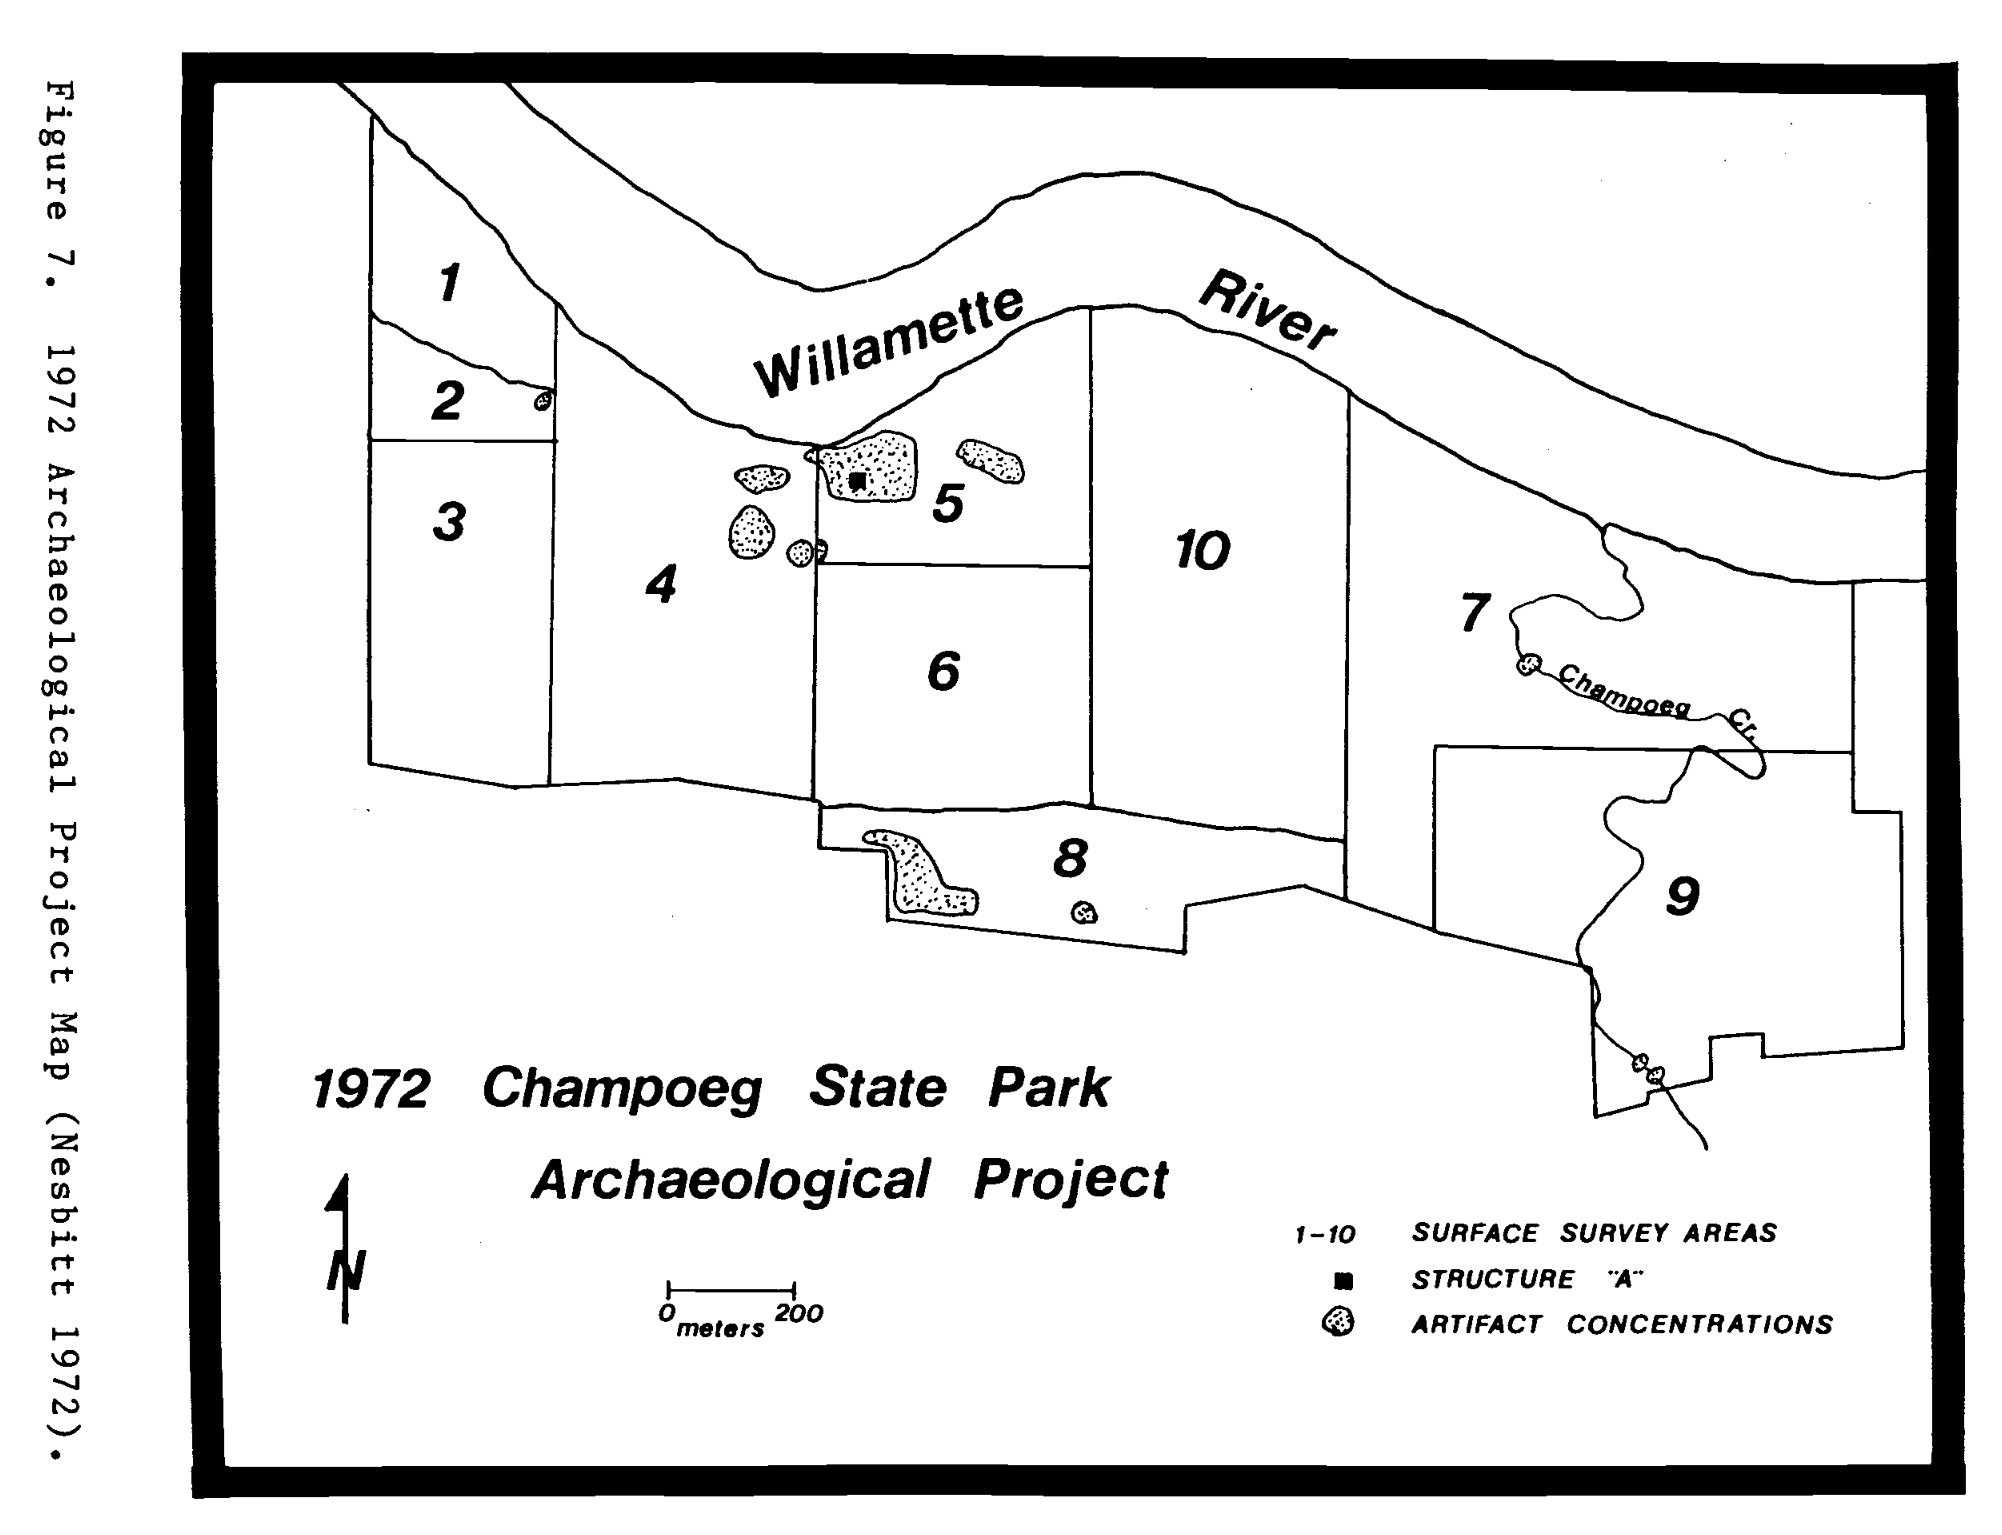 Figure 7. 1972 Archaeological Project Map (Nesbitt 1972).
Willamette River
1
2
3
4
5
6
10
7
Champoeg Cr.
8
9
1972 Champoeg State Park
Archaeological Project
N
0 200
meters
1-10 SURFACE SURVEY AREAS
STRUCTURE "A"
ARTIFACT CONCENTRATIONS